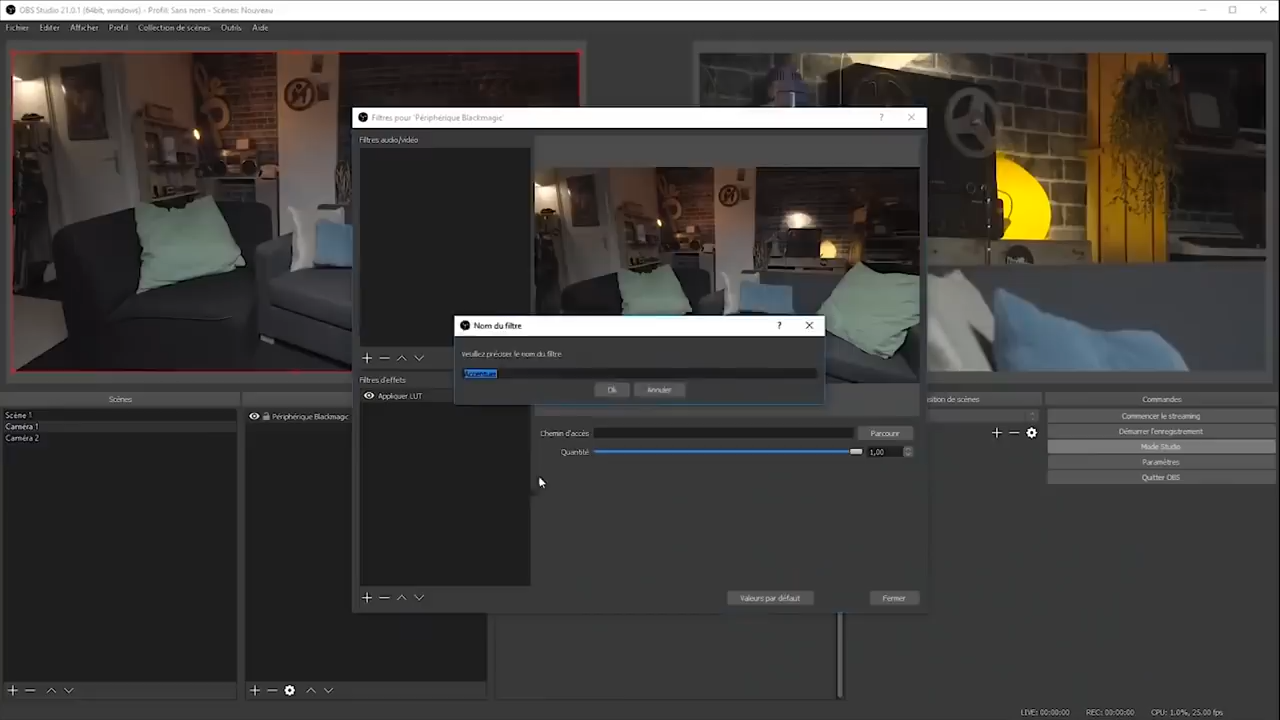 OBS Studio 21.0.1 (64bit, windows) - Profil: Sans nom - Scènes: Nouveau
Fichier Editer Afficher Profil Collection de scènes Outils Aide
Filtres pour 'Périphérique Blackmagic'
?
Filtres audio/vidéo
Nom du filtre
?
Veuillez préciser le nom du filtre
Accentuer
Ok Annuler
Filtres d'effets
Appliquer LUT
Chemin d'accès Parcourir
Quantité 1,00
Valeurs par défaut Fermer
Scènes
Scène 1
Caméra 1
Caméra 2
Périphérique Blackmagic
sition de scènes
Commandes
Commencer le streaming
Démarrer l'enregistrement
Mode Studio
Paramètres
Quitter OBS
LIVE: 00:00:00 REC: 00:00:00 CPU: 1.0%, 25.00 fps